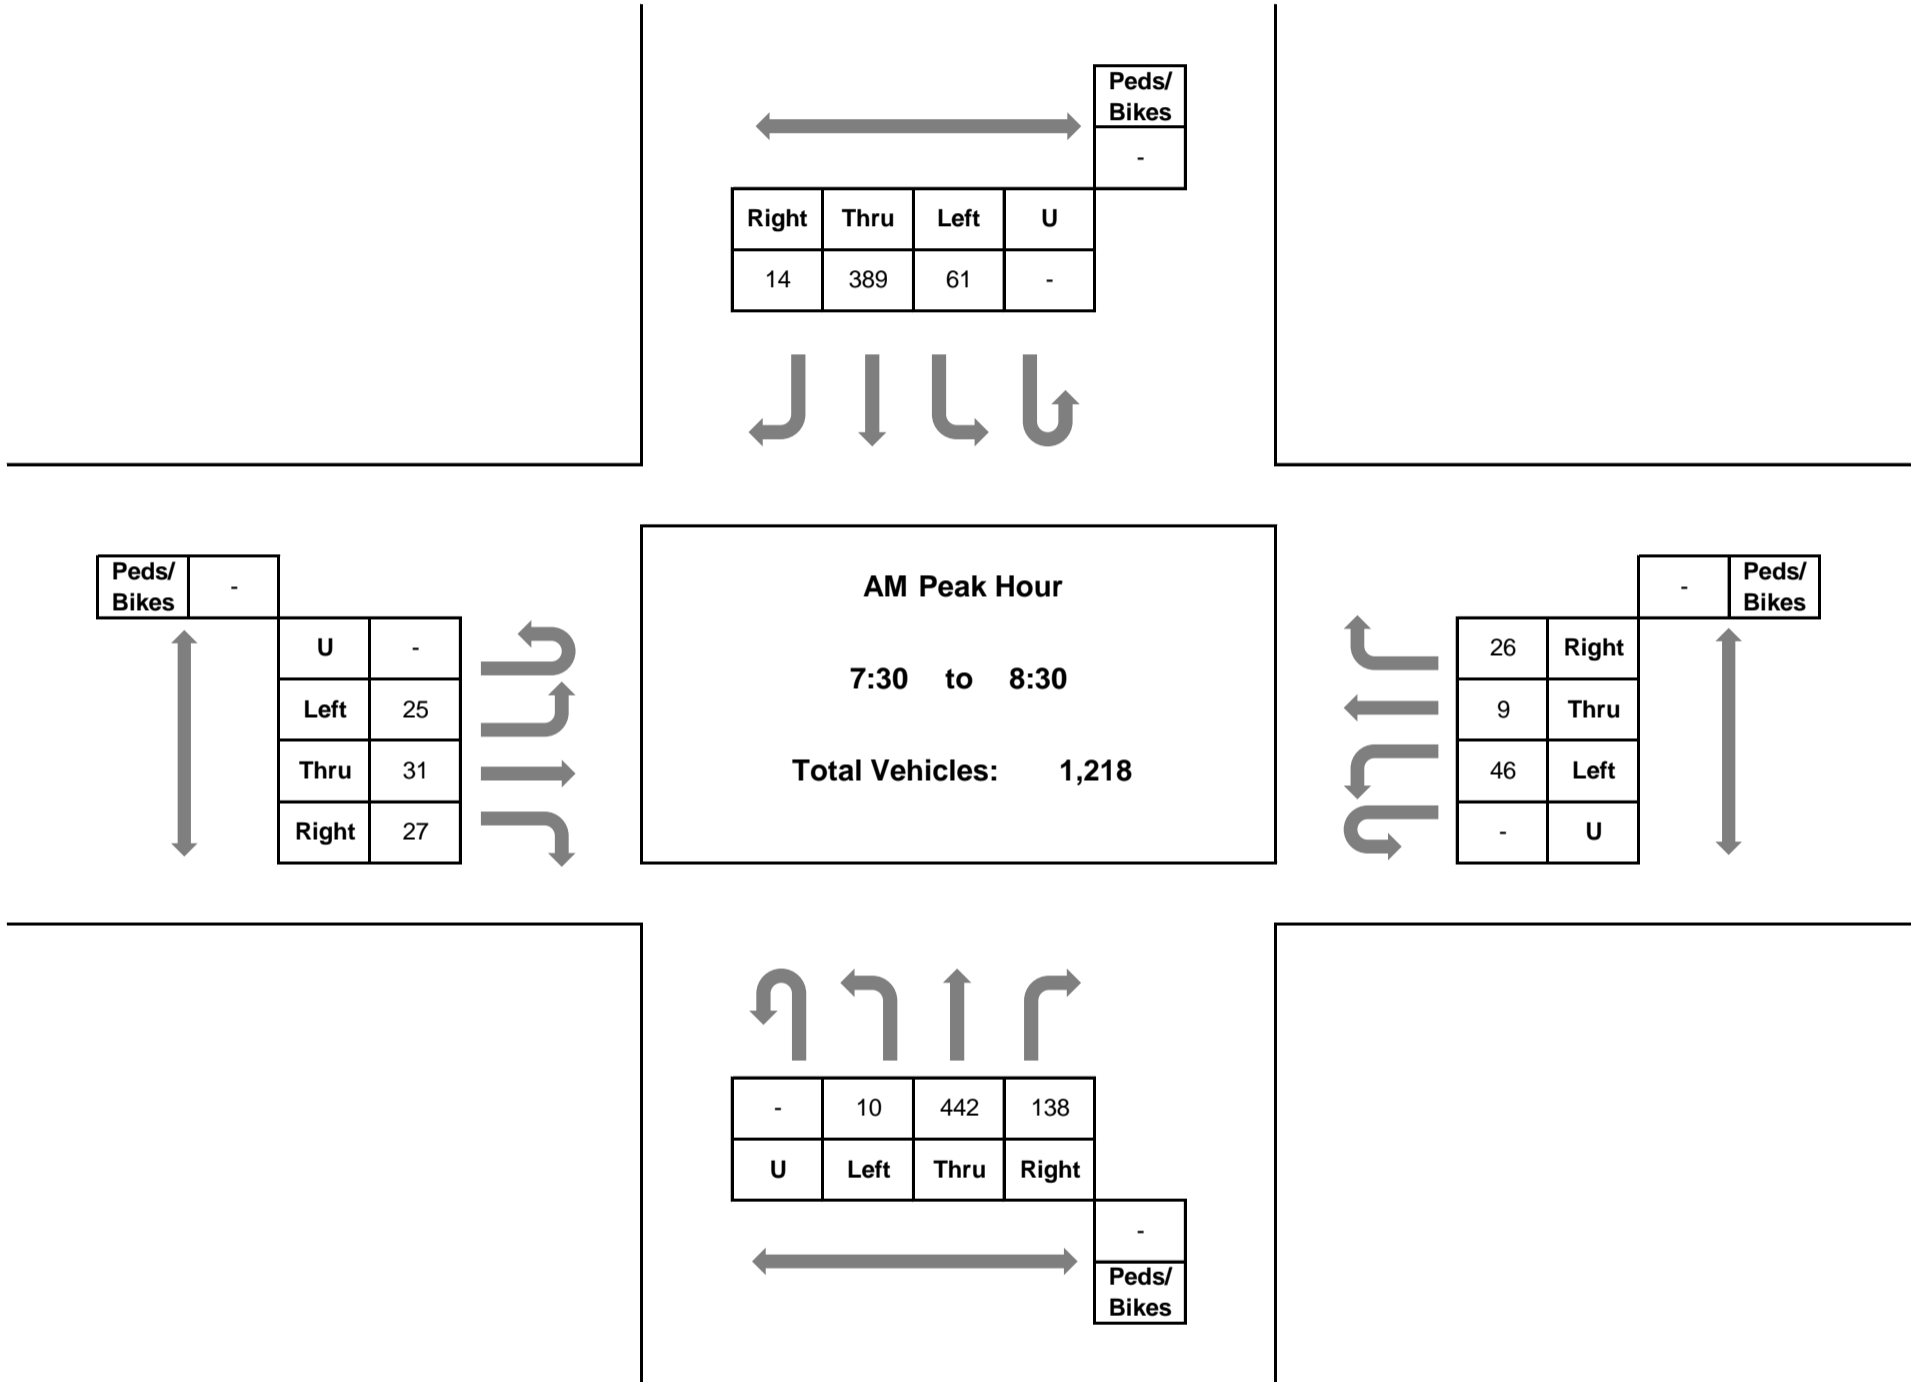 Peds/
Bikes
-
Right Thru Left U
14 389 61 -
Peds/
Bikes
-
U -
Left 25
Thru 31
Right 27
AM Peak Hour
7:30 to 8:30
Total Vehicles: 1,218
- Peds/
Bikes
26 Right
9 Thru
46 Left
- U
- 10 442 138
U Left Thru Right
-
Peds/
Bikes